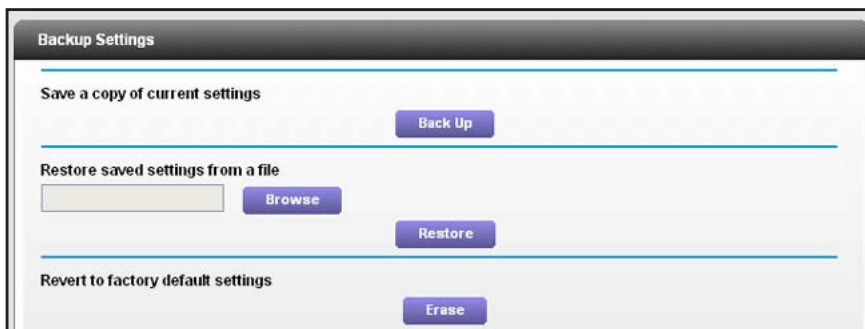 Backup Settings
Save a copy of current settings
Back Up
Restore saved settings from a file
Browse
Restore
Revert to factory default settings
Erase